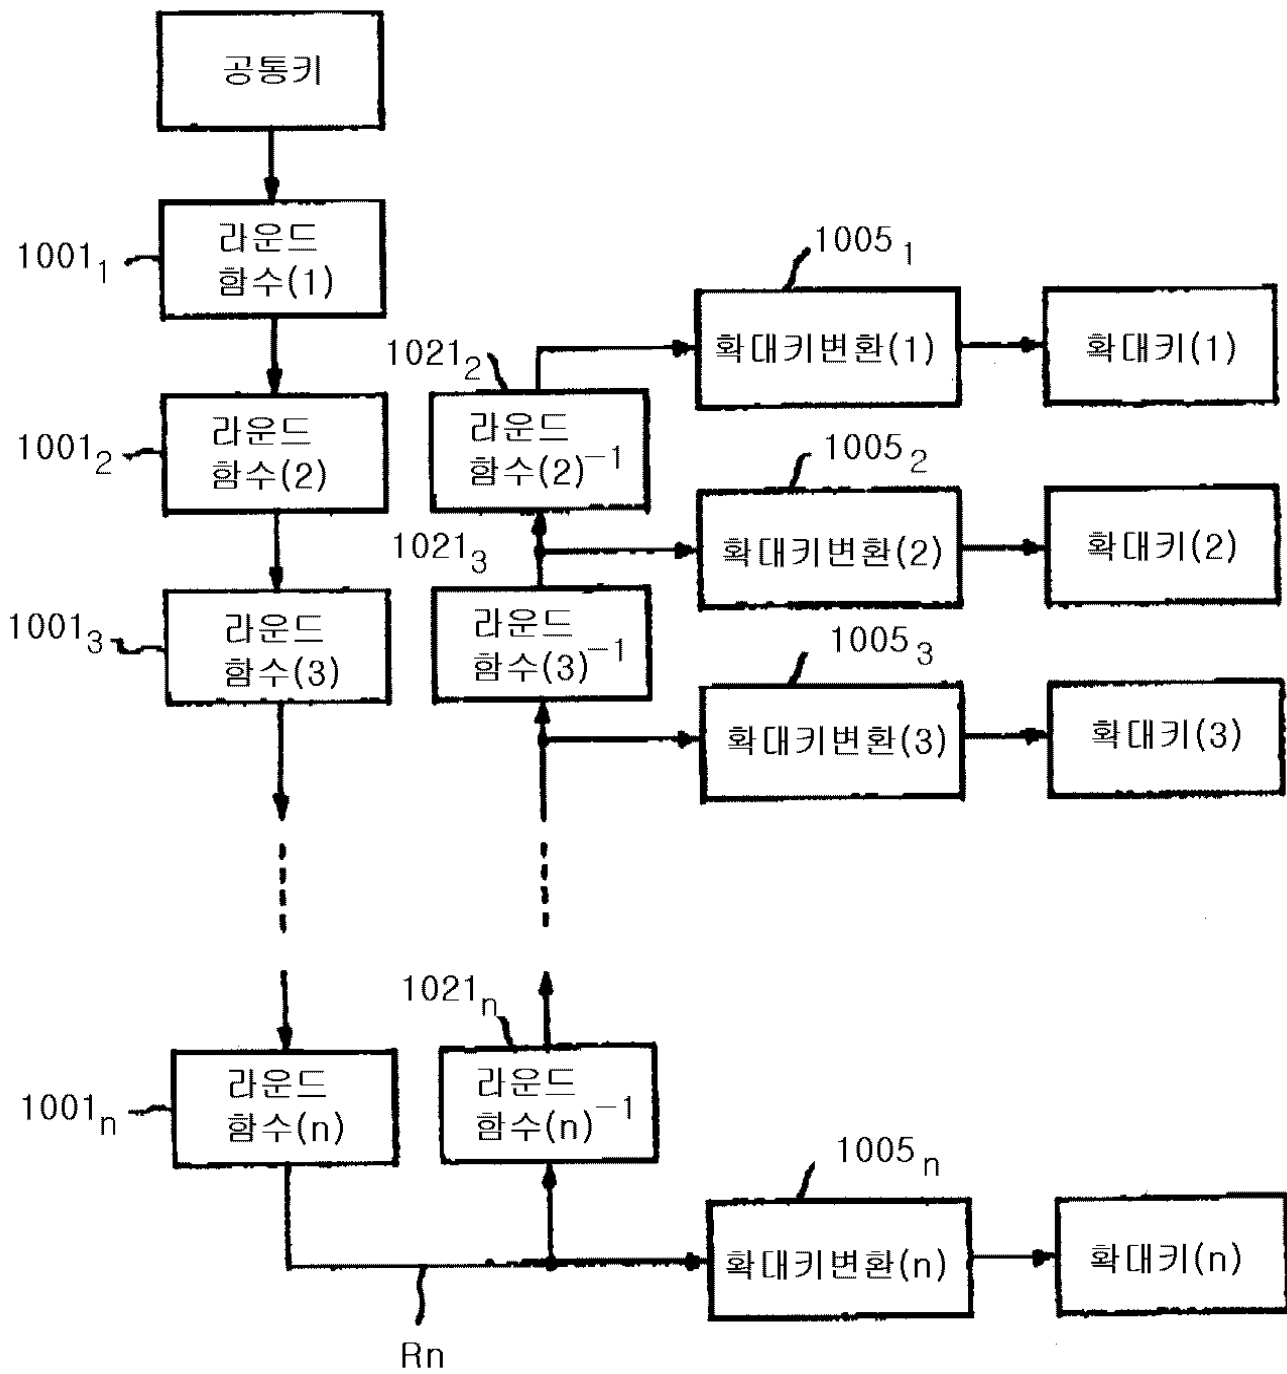 공통키
1001₁
라운드
함수(1)
1005₁
확대키변환(1)
확대키(1)
1021₂
1001₂
라운드
함수(2)
라운드
함수(2)⁻¹
1005₂
확대키변환(2)
확대키(2)
1021₃
1001₃
라운드
함수(3)
라운드
함수(3)⁻¹
1005₃
확대키변환(3)
확대키(3)
1021ₙ
1001ₙ
라운드
함수(n)
라운드
함수(n)⁻¹
1005ₙ
확대키변환(n)
확대키(n)
Rn